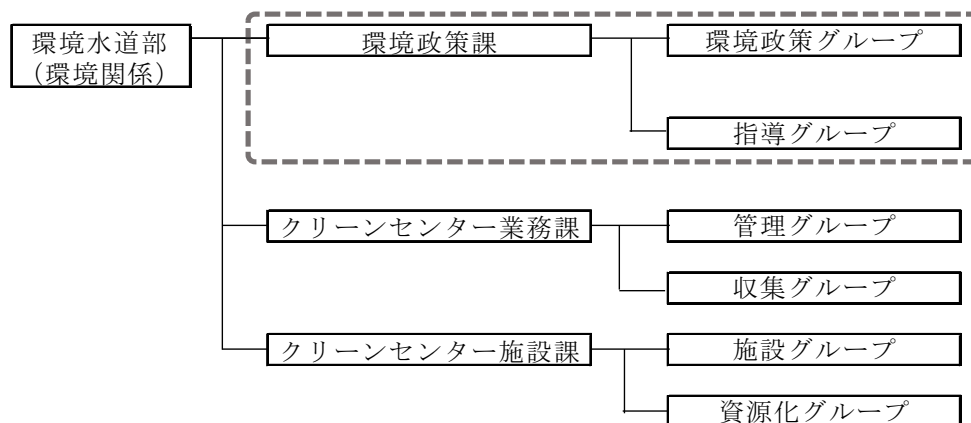 環境水道部
（環境関係）
環境政策課
環境政策グループ
指導グループ
クリーンセンター業務課
管理グループ
収集グループ
クリーンセンター施設課
施設グループ
資源化グループ